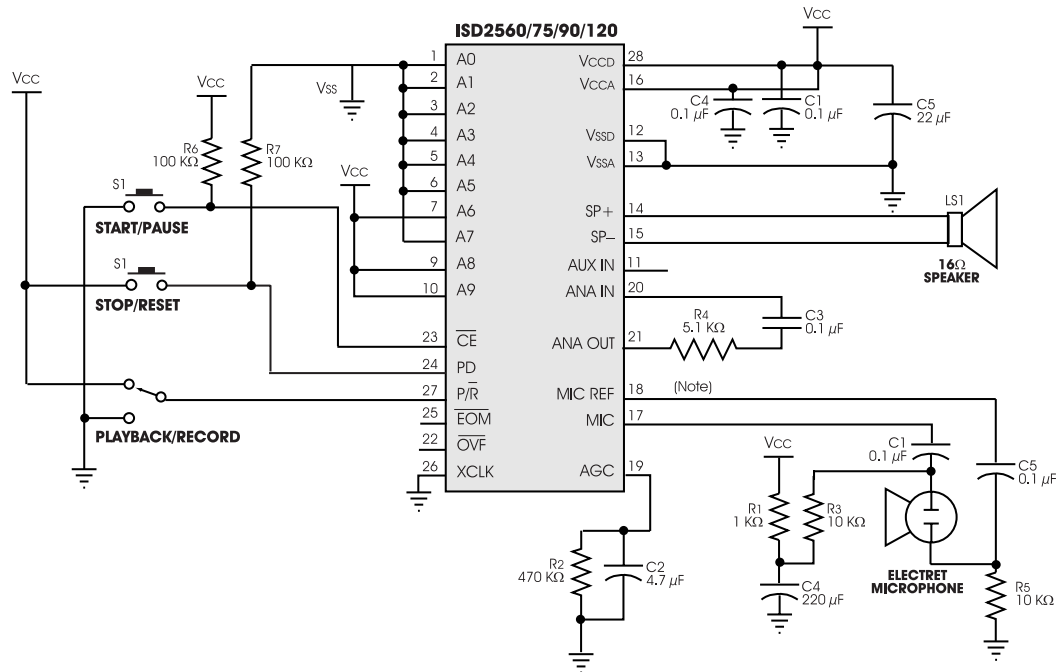 ISD2560/75/90/120
VCC
VCC
VCC
VSS
R6
100 KΩ
R7
100 KΩ
S1
START/PAUSE
S1
STOP/RESET
PLAYBACK/RECORD
VCC
1 A0
2 A1
3 A2
4 A3
5 A4
6 A5
7 A6
A7
9 A8
10 A9
23 C̅E̅
24 PD
27 P/R̅
25 E̅O̅M̅
22 O̅V̅F̅
26 XCLK
VCCD 28
VCCA 16
VSSD 12
VSSA 13
SP+ 14
SP– 15
AUX IN 11
ANA IN 20
ANA OUT 21
MIC REF 18
MIC 17
AGC 19
C4
0.1 µF
C1
0.1 µF
C5
22 µF
LS1
16Ω
SPEAKER
R4
5.1 KΩ
C3
0.1 µF
(Note)
VCC
C1
0.1 µF
C5
0.1 µF
R1
1 KΩ
R3
10 KΩ
C4
220 µF
ELECTRET
MICROPHONE
R5
10 KΩ
R2
470 KΩ
C2
4.7 µF